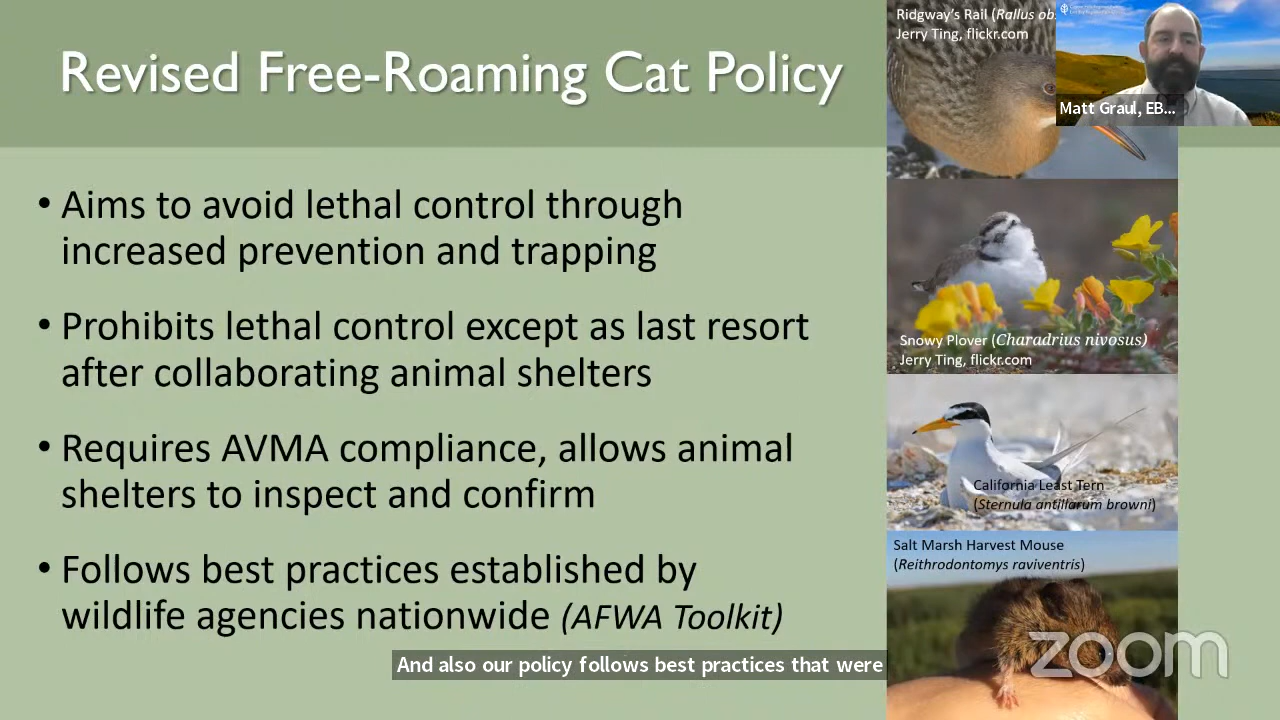 Revised Free-Roaming Cat Policy
• Aims to avoid lethal control through
increased prevention and trapping
• Prohibits lethal control except as last resort
after collaborating animal shelters
• Requires AVMA compliance, allows animal
shelters to inspect and confirm
• Follows best practices established by
wildlife agencies nationwide (AFWA Toolkit)
Ridgway's Rail (Rallus
Jerry Ting, flickr.com
Matt Graul, EB...
Snowy Plover (Charadrius nivosus)
Jerry Ting, flickr.com
California Least Tern
(Sternula antillarum browni)
Salt Marsh Harvest Mouse
(Reithrodontomys raviventris)
zoom
And also our policy follows best practices that were